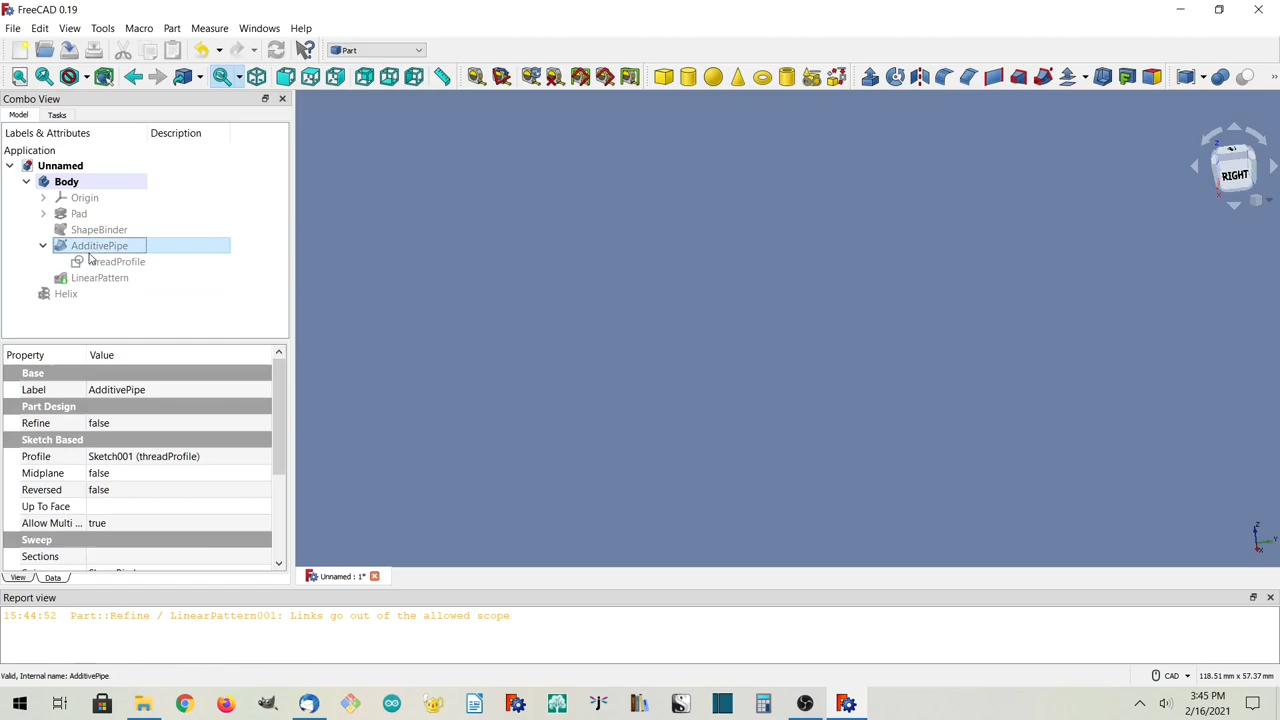 FreeCAD 0.19
File Edit View Tools Macro Part Measure Windows Help
Part
Combo View
Model Tasks
Labels & Attributes Description
Application
Unnamed
Body
Origin
Pad
ShapeBinder
AdditivePipe
LinearPattern
Helix
RIGHT
Property Value
Base
Label AdditivePipe
Part Design
Refine false
Sketch Based
Profile Sketch001 (threadProfile)
Midplane false
Reversed false
Up To Face
Allow Multi ... true
Sweep
Sections
View Data
Unnamed : 1*
Report view
15:44:52 Part::Refine / LinearPattern001: Links go out of the allowed scope
Valid, Internal name: AdditivePipe
CAD 118.51 mm x 57.37 mm
3:45 PM
2/16/2021